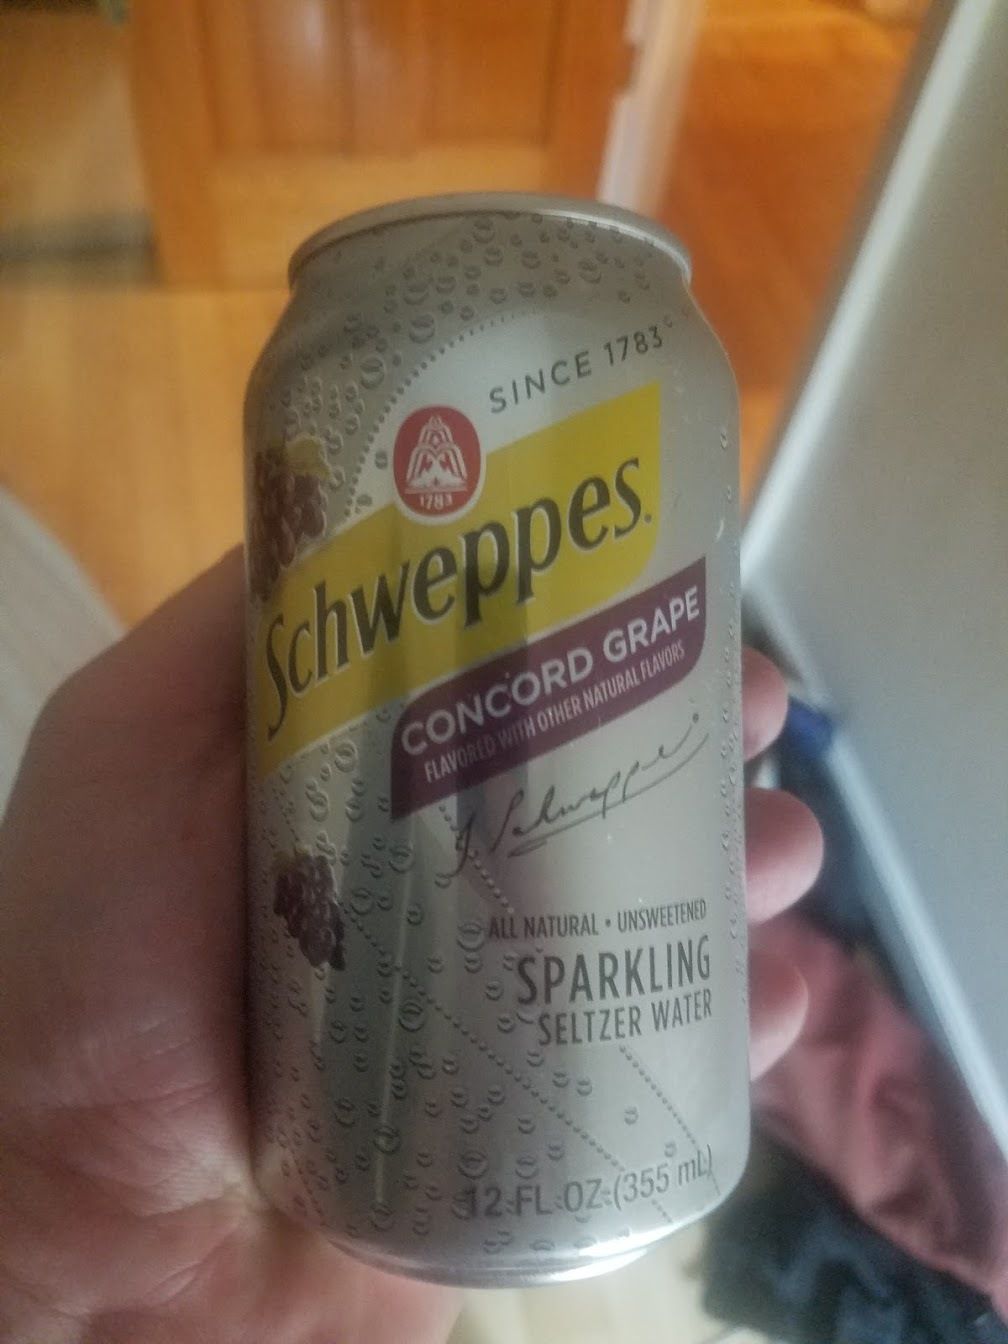 SINCE 1783
1783
Schweppes.
CONCORD GRAPE
FLAVORED WITH OTHER NATURAL FLAVORS
J. Schweppe
ALL NATURAL • UNSWEETENED
SPARKLING
SELTZER WATER
12 FL OZ (355 mL)